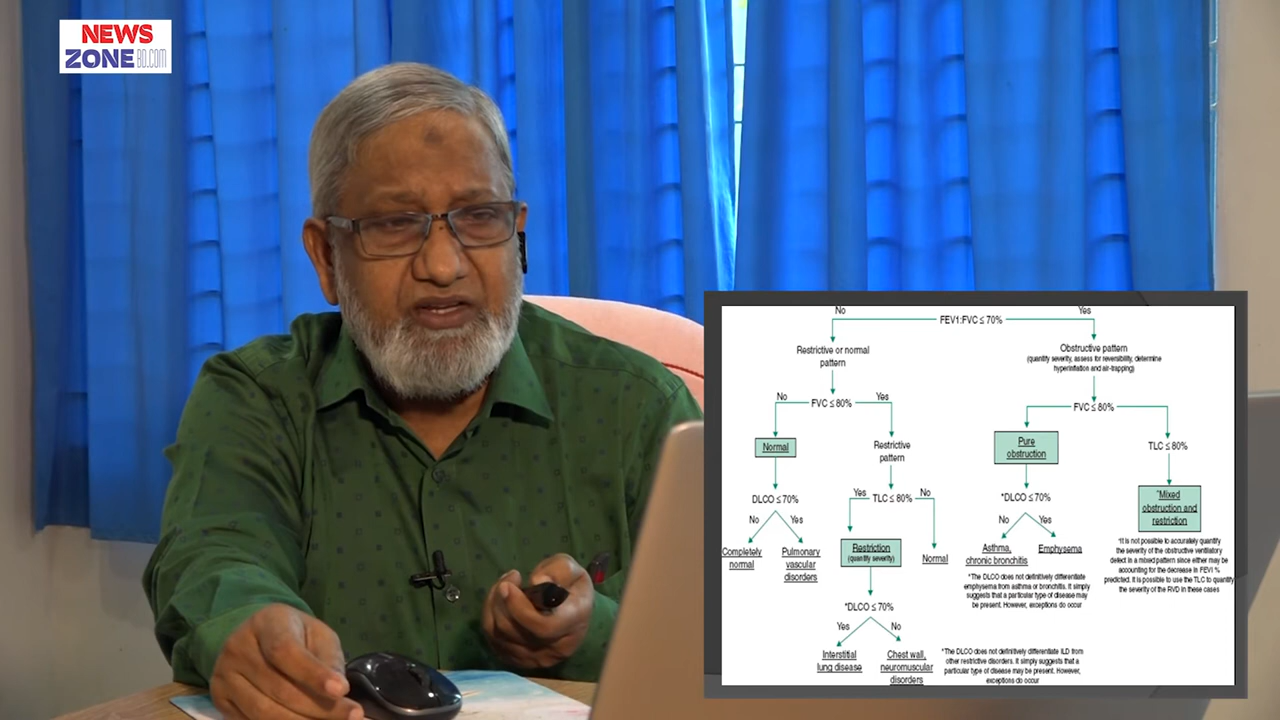 NEWS
ZONE BD.COM
No
Yes
FEV1:FVC ≤ 70%
Restrictive or normal
pattern
Obstructive pattern
(quantify severity, assess for reversibility, determine
hyperinflation and air-trapping)
No
FVC ≤ 80%
Yes
FVC ≤ 80%
Normal
Restrictive
pattern
Pure
obstruction
TLC ≤ 80%
DLCO ≤ 70%
Yes
TLC ≤ 80%
No
*DLCO ≤ 70%
*Mixed
obstruction and
restriction
No
Yes
No
Yes
Completely
normal
Pulmonary
vascular
disorders
Restriction
(quantify severity)
Normal
Asthma,
chronic bronchitis
Emphysema
*It is not possible to accurately quantify
the severity of the obstructive ventilatory
defect in a mixed pattern since either may be
accounting for the decrease in FEVI %
predicted. It is possible to use the TLC to quantify
the severity of the RVD in these cases
*The DLCO does not definitively differentiate
emphysema from asthma or bronchitis. It simply
suggests that a particular type of disease may
be present. However, exceptions do occur
*DLCO ≤ 70%
Yes
No
Interstitial
lung disease
Chest wall,
neuromuscular
disorders
*The DLCO does not definitively differentiate ILD from
other restrictive disorders. It simply suggests that a
particular type of disease may be present. However,
exceptions do occur